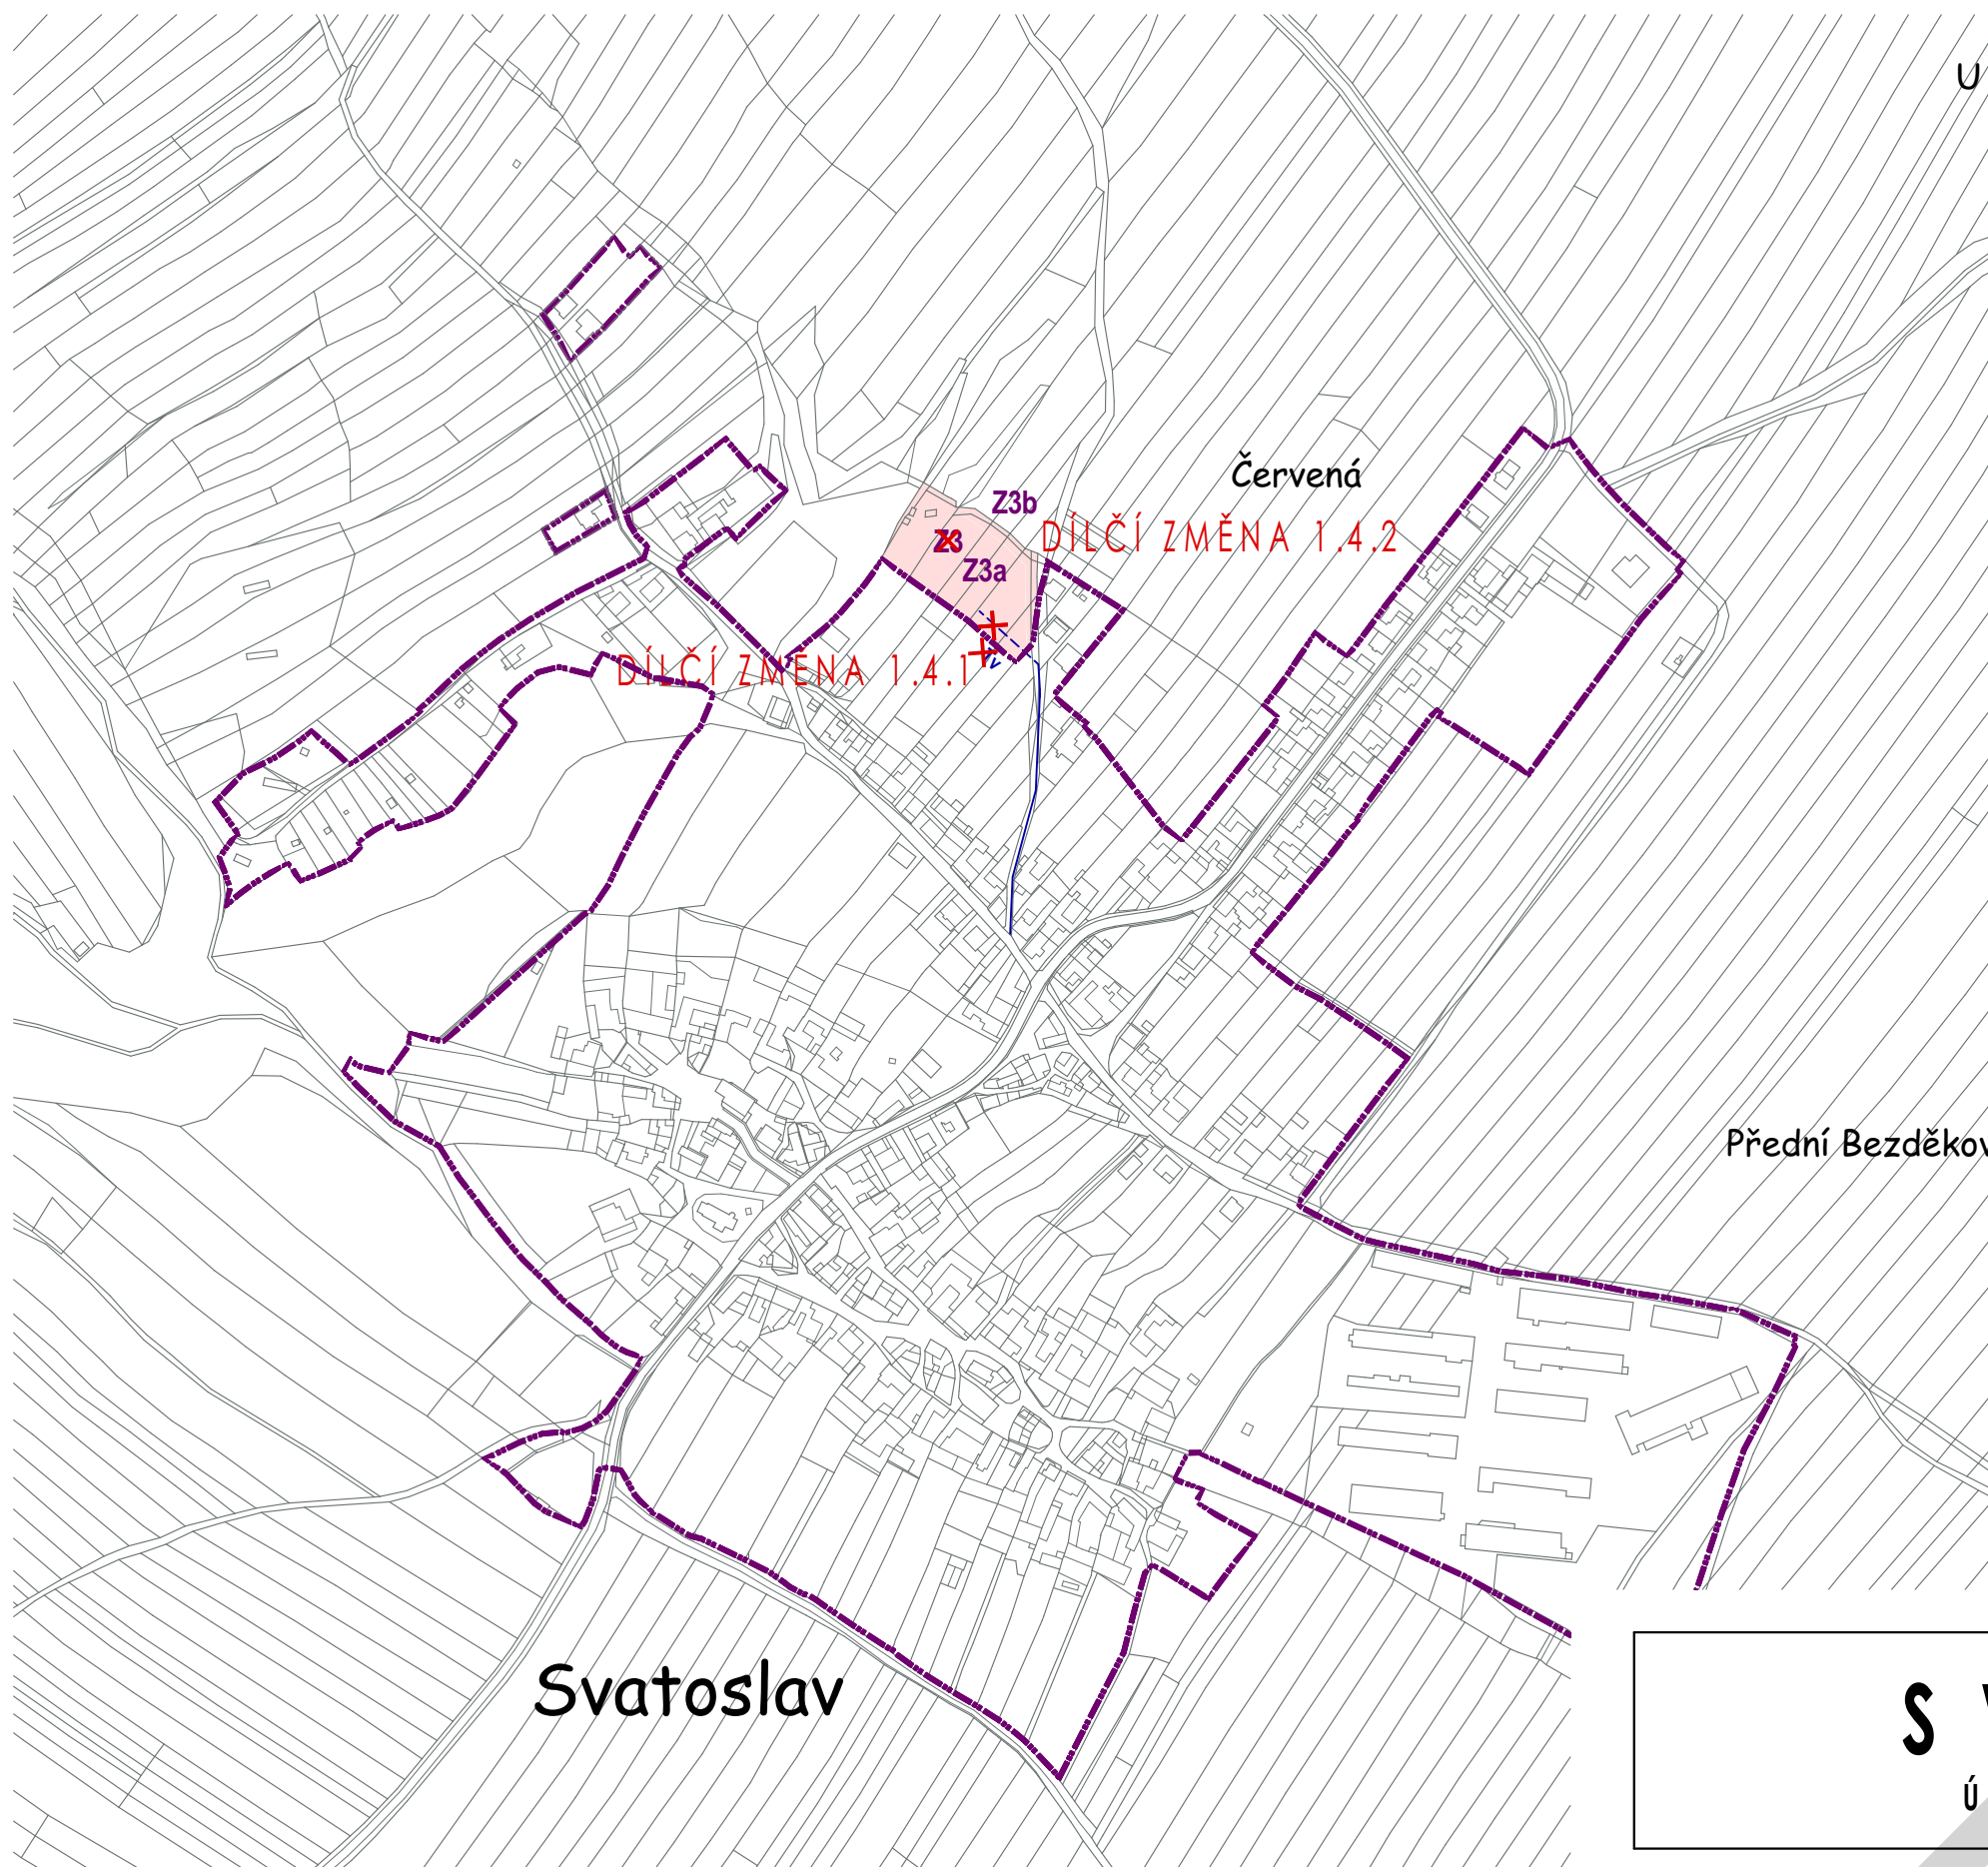 U
Červená
Z3b
DÍLČÍ ZMĚNA 1.4.2
Z3
Z3a
DÍLČÍ ZMĚNA 1.4.1
v
Přední Bezděkov
Svatoslav
S
Ú